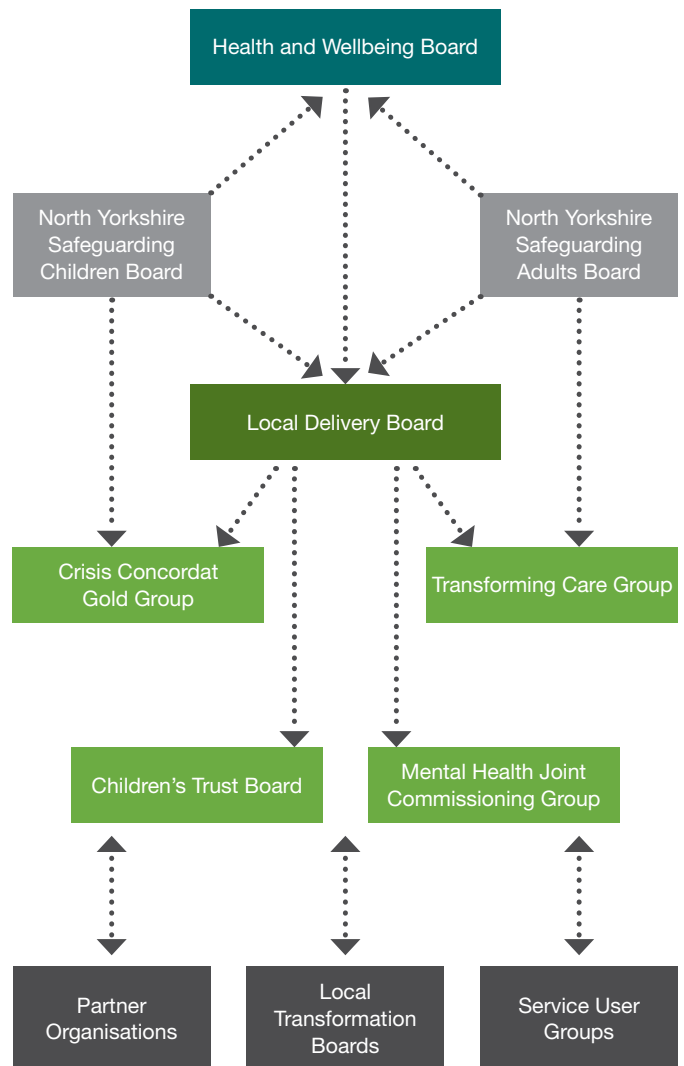 Health and Wellbeing Board
North Yorkshire
Safeguarding
Children Board
North Yorkshire
Safeguarding
Adults Board
Local Delivery Board
Crisis Concordat
Gold Group
Transforming Care Group
Children’s Trust Board
Mental Health Joint
Commissioning Group
Partner
Organisations
Local
Transformation
Boards
Service User
Groups